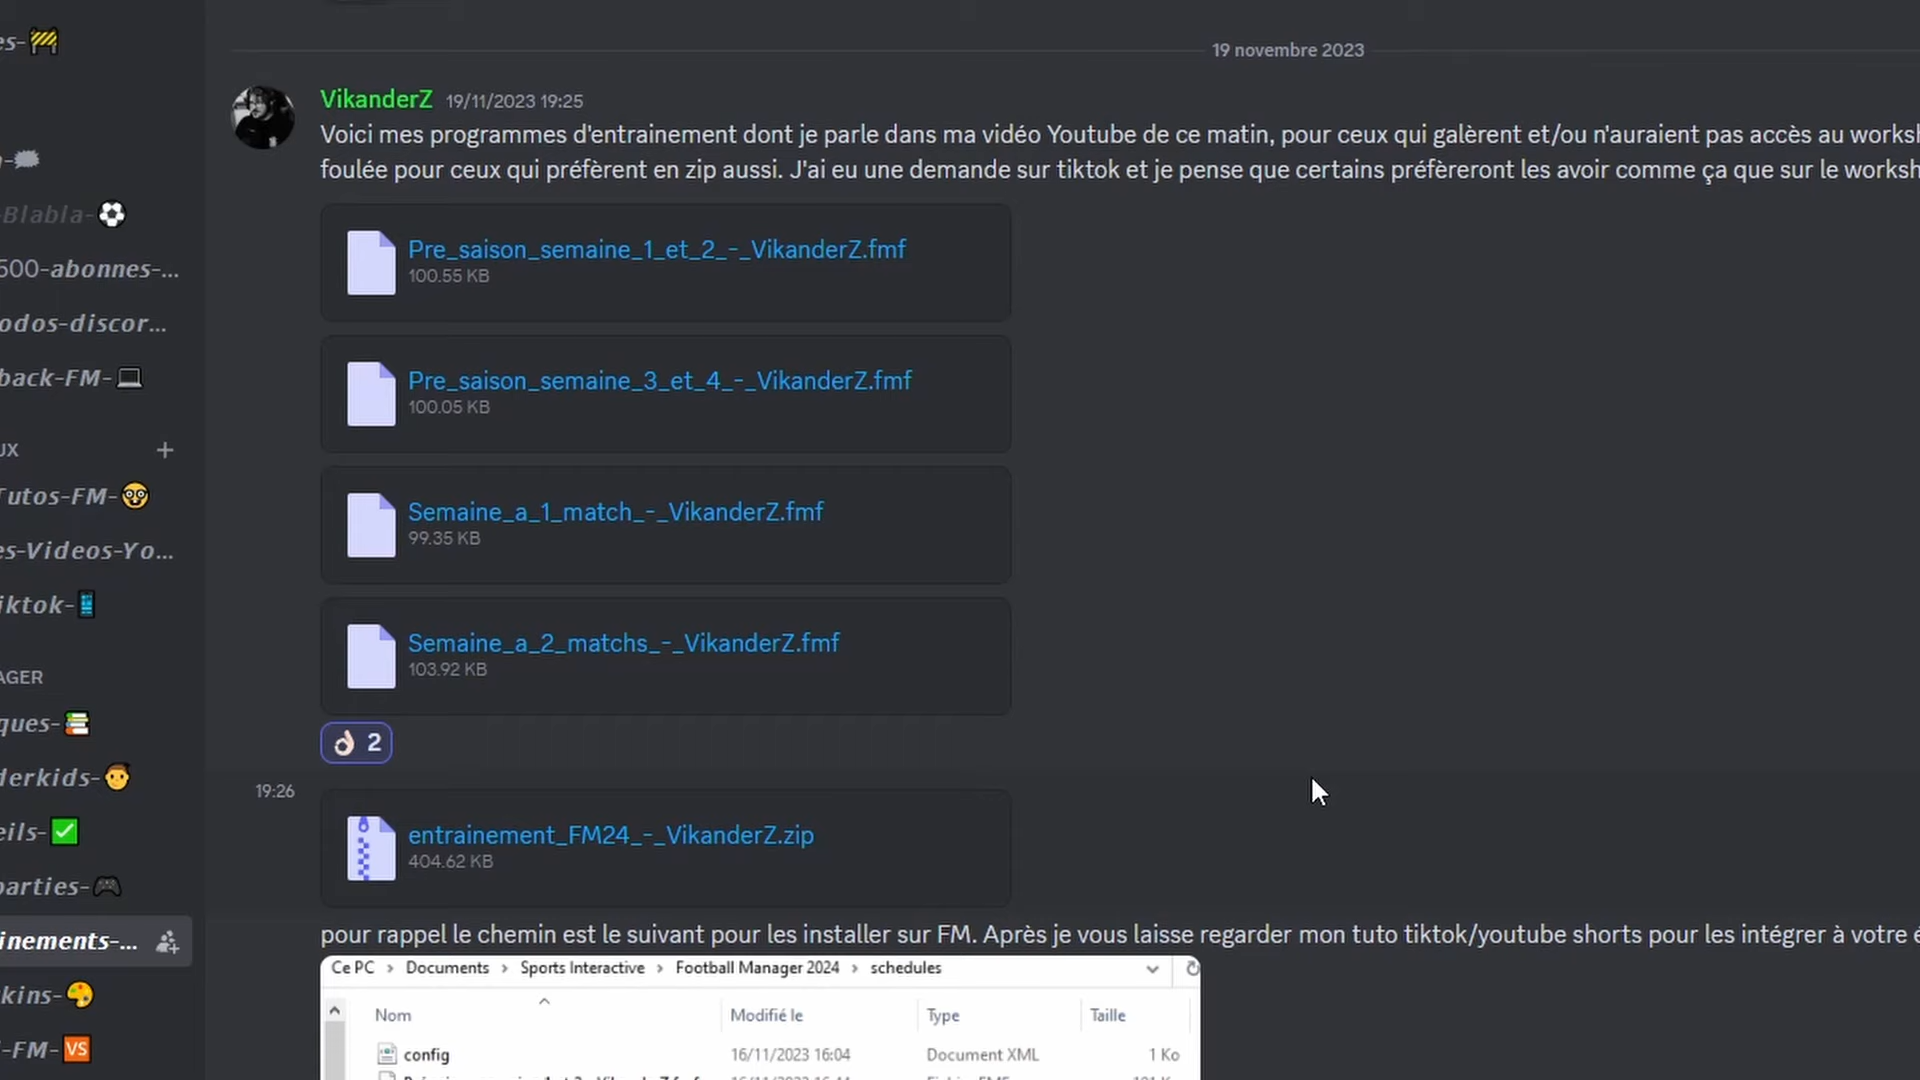 es-
19 novembre 2023
VikanderZ 19/11/2023 19:25
Voici mes programmes d'entrainement dont je parle dans ma vidéo Youtube de ce matin, pour ceux qui galèrent et/ou n'auraient pas accès au worksh
foulée pour ceux qui préfèrent en zip aussi. J'ai eu une demande sur tiktok et je pense que certains préfèreront les avoir comme ça que sur le worksh
-Blabla-
500-abonnes-...
odos-discor...
back-FM-
UX +
Tutos-FM-
es-Videos-Yo...
iktok-
AGER
ques-
derkids-
eils-
parties-
inements-...
kins-
-FM- VS
Pre_saison_semaine_1_et_2_-_VikanderZ.fmf
100.55 KB
Pre_saison_semaine_3_et_4_-_VikanderZ.fmf
100.05 KB
Semaine_a_1_match_-_VikanderZ.fmf
99.35 KB
Semaine_a_2_matchs_-_VikanderZ.fmf
103.92 KB
2
19:26
entrainement_FM24_-_VikanderZ.zip
404.62 KB
pour rappel le chemin est le suivant pour les installer sur FM. Après je vous laisse regarder mon tuto tiktok/youtube shorts pour les intégrer à votre é
Ce PC > Documents > Sports Interactive > Football Manager 2024 > schedules
Nom Modifié le Type Taille
config 16/11/2023 16:04 Document XML 1 Ko